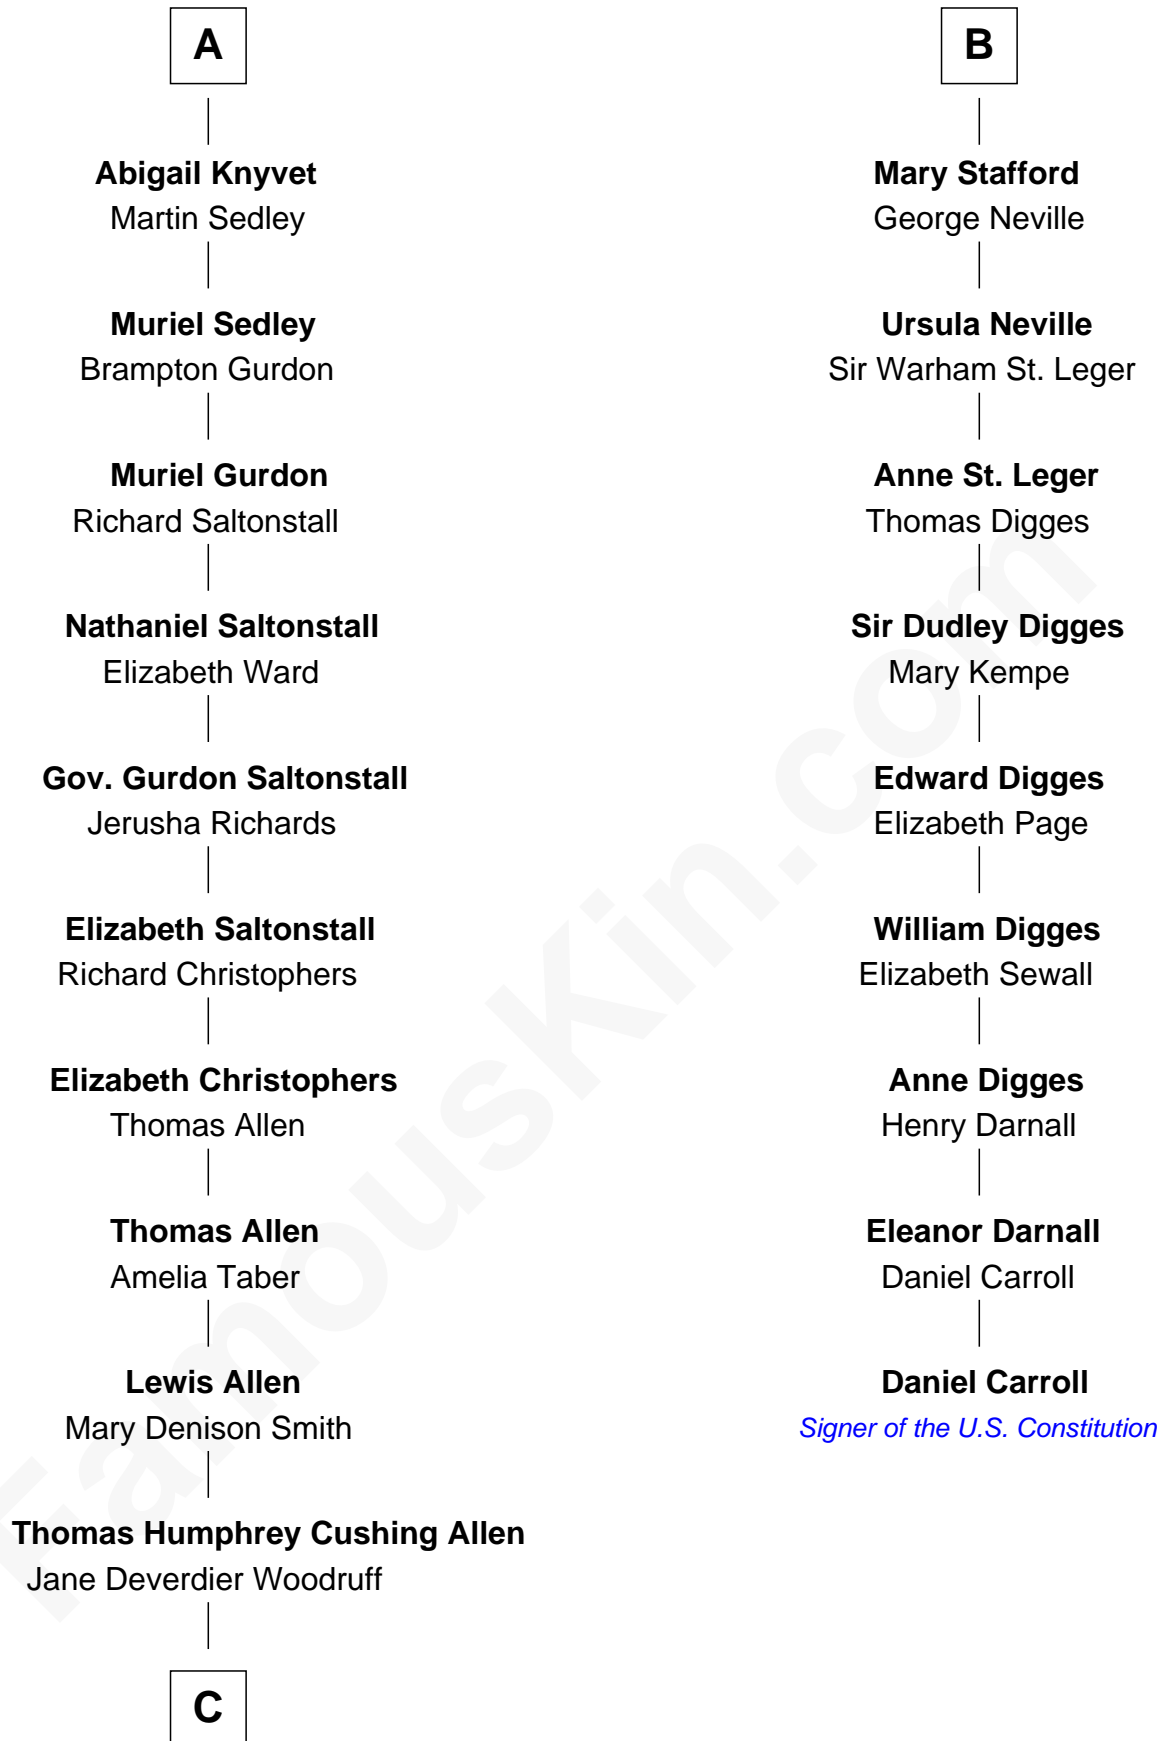 A
Abigail Knyvet
Martin Sedley
Muriel Sedley
Brampton Gurdon
Muriel Gurdon
Richard Saltonstall
Nathaniel Saltonstall
Elizabeth Ward
Gov. Gurdon Saltonstall
Jerusha Richards
Elizabeth Saltonstall
Richard Christophers
Elizabeth Christophers
Thomas Allen
Thomas Allen
Amelia Taber
Lewis Allen
Mary Denison Smith
Thomas Humphrey Cushing Allen
Jane Deverdier Woodruff
C
B
Mary Stafford
George Neville
Ursula Neville
Sir Warham St. Leger
Anne St. Leger
Thomas Digges
Sir Dudley Digges
Mary Kempe
Edward Digges
Elizabeth Page
William Digges
Elizabeth Sewall
Anne Digges
Henry Darnall
Eleanor Darnall
Daniel Carroll
Daniel Carroll
Signer of the U.S. Constitution
FamousKin.com